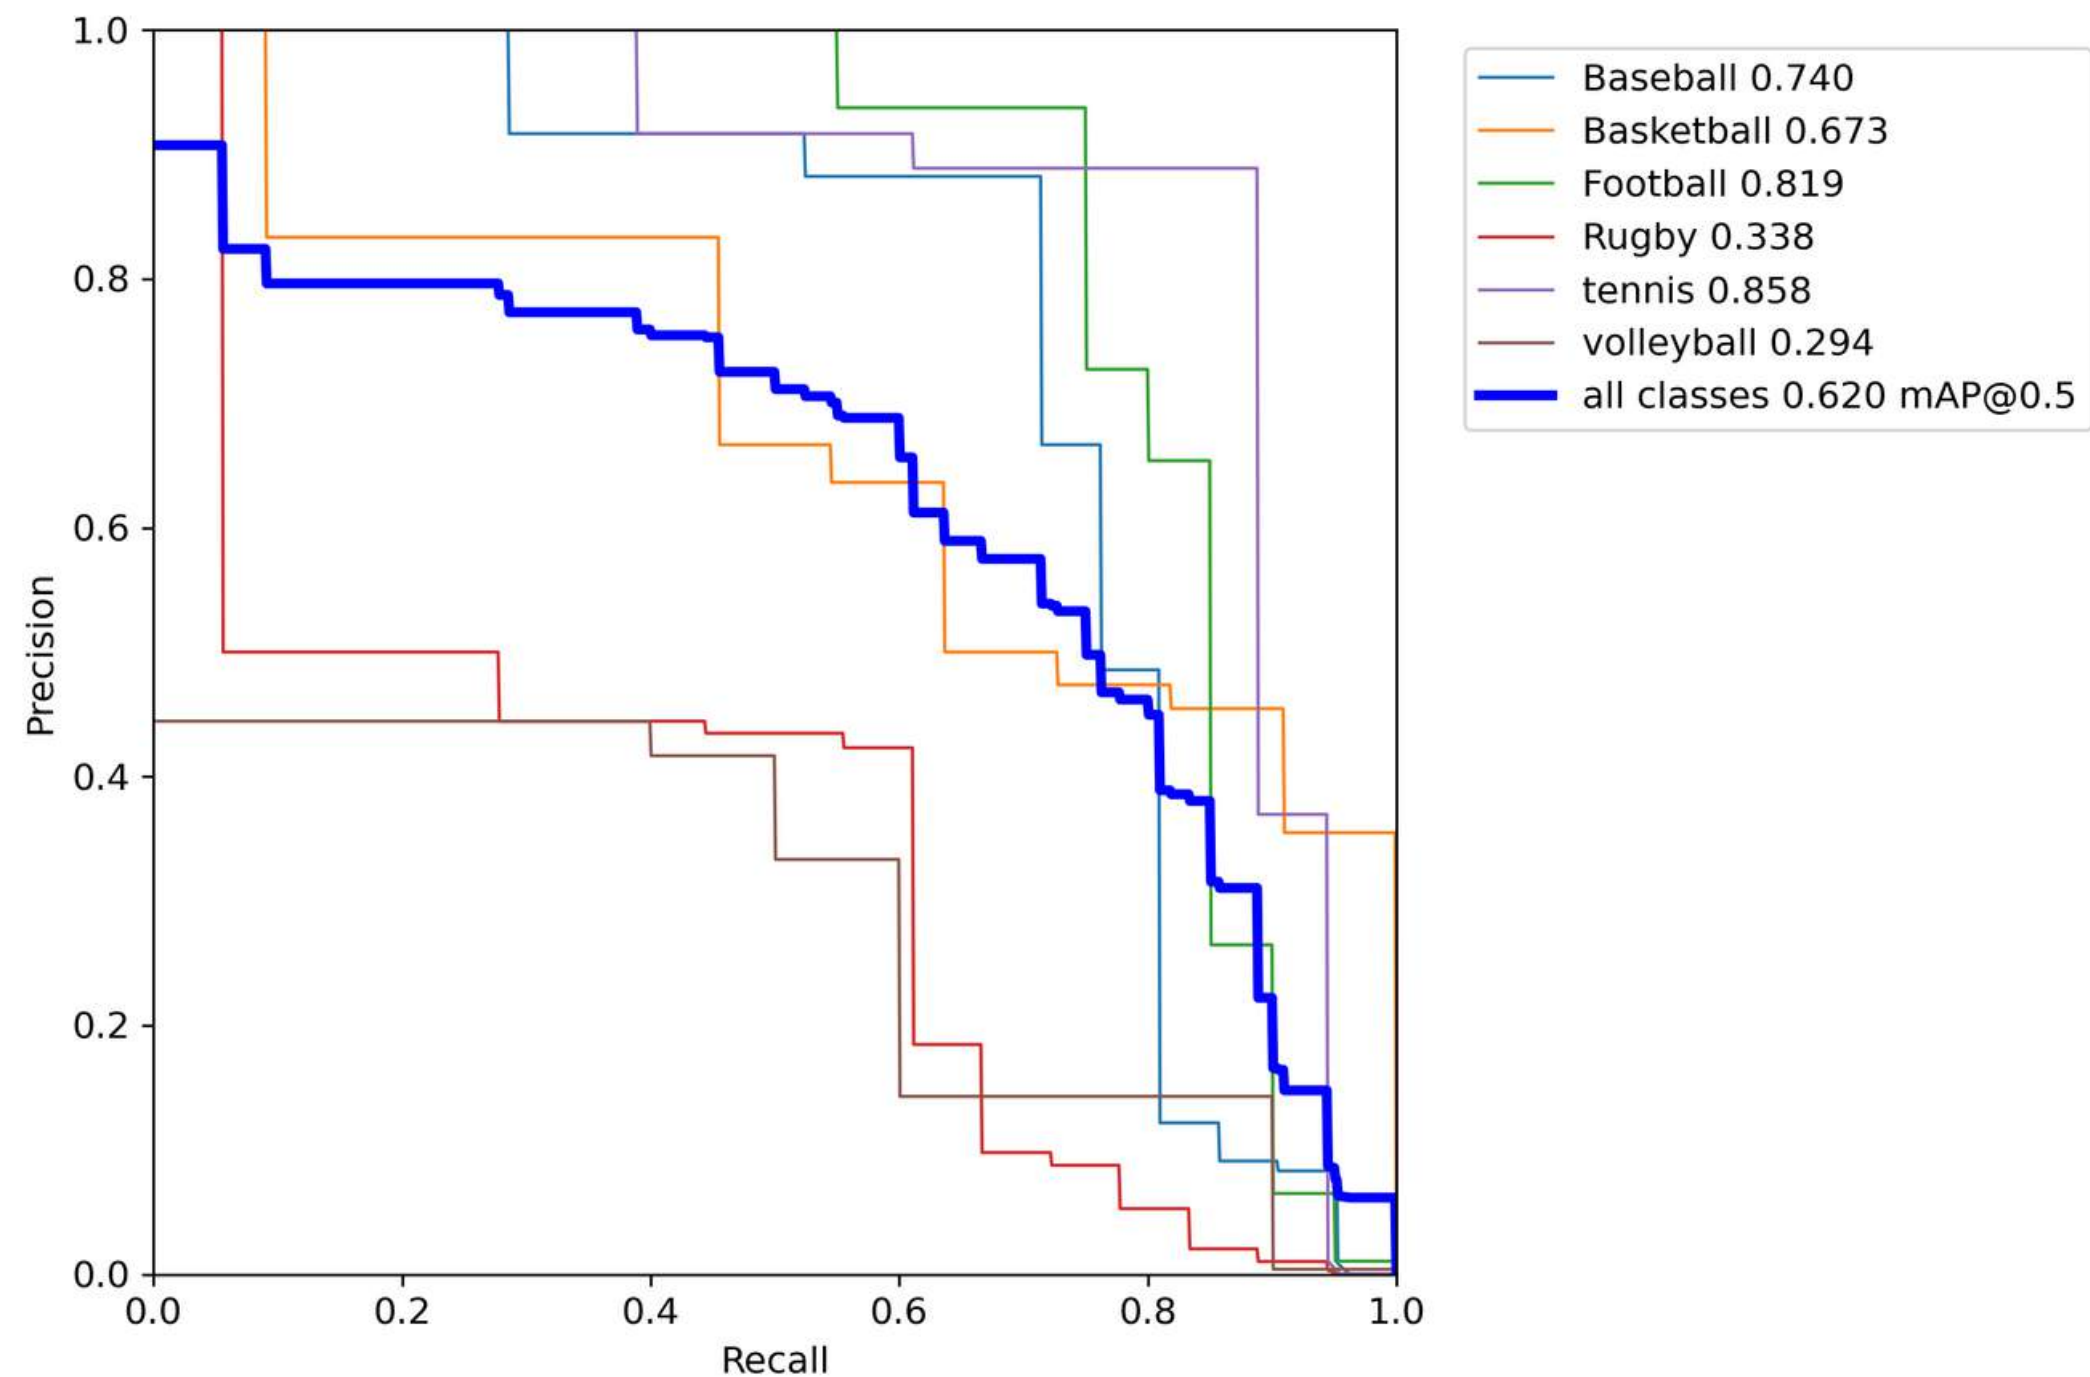 1.0
0.8
0.6
0.4
0.2
0.0
Precision
0.0 0.2 0.4 0.6 0.8 1.0
Recall
Baseball 0.740
Basketball 0.673
Football 0.819
Rugby 0.338
tennis 0.858
volleyball 0.294
all classes 0.620 mAP@0.5